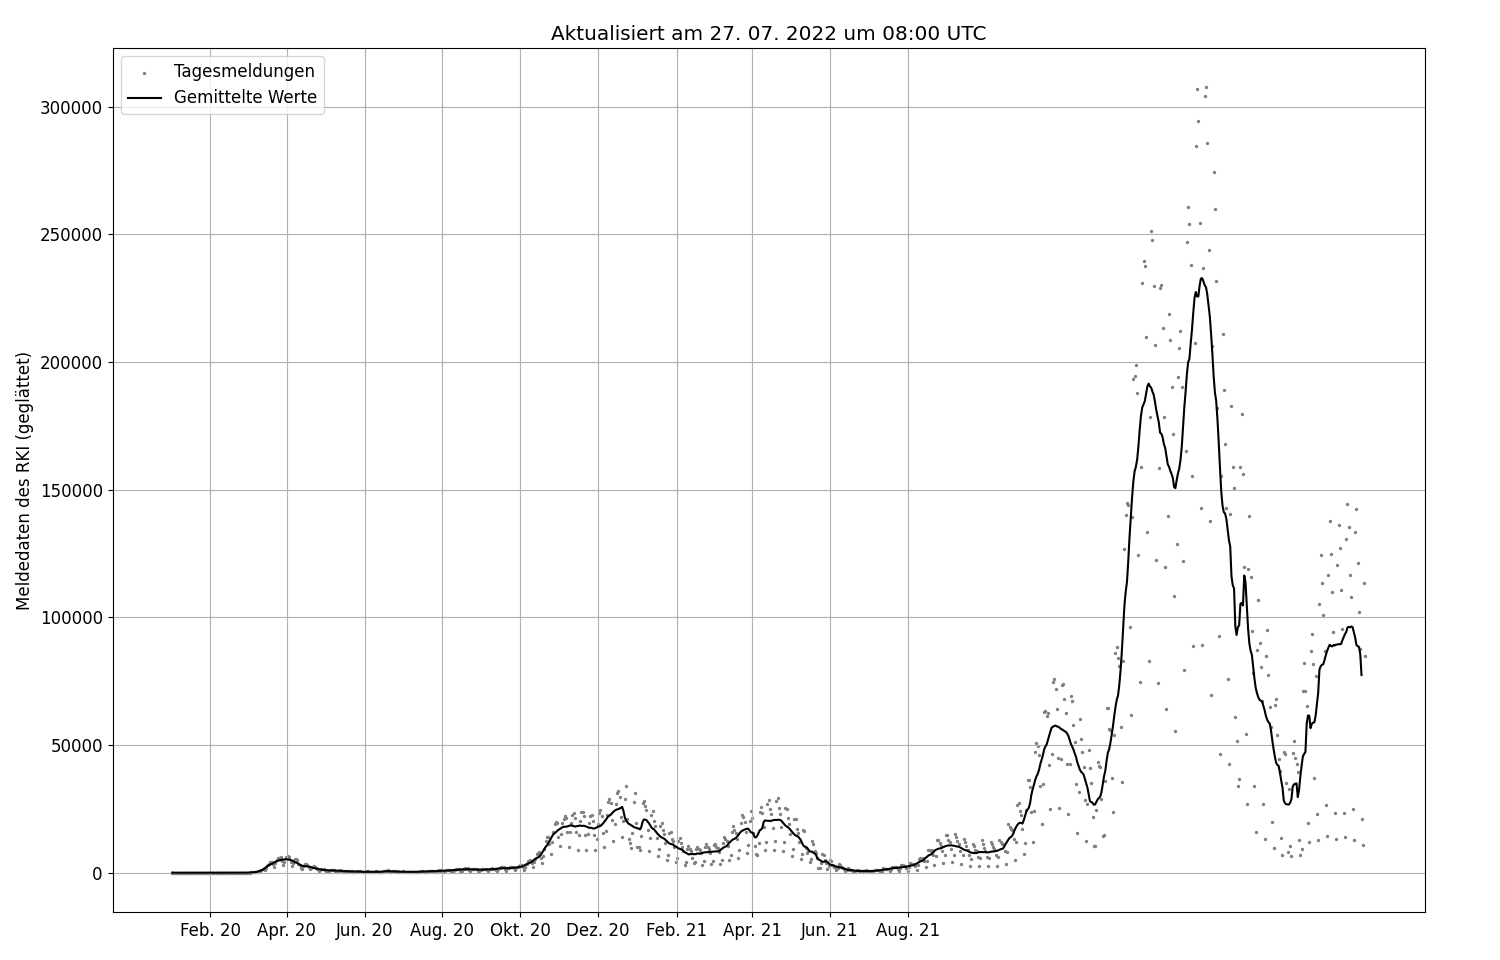 Aktualisiert am 27. 07. 2022 um 08:00 UTC
Tagesmeldungen
Gemittelte Werte
Meldedaten des RKI (geglättet)
300000
250000
200000
150000
100000
50000
0
Feb. 20 Apr. 20 Jun. 20 Aug. 20 Okt. 20 Dez. 20 Feb. 21 Apr. 21 Jun. 21 Aug. 21